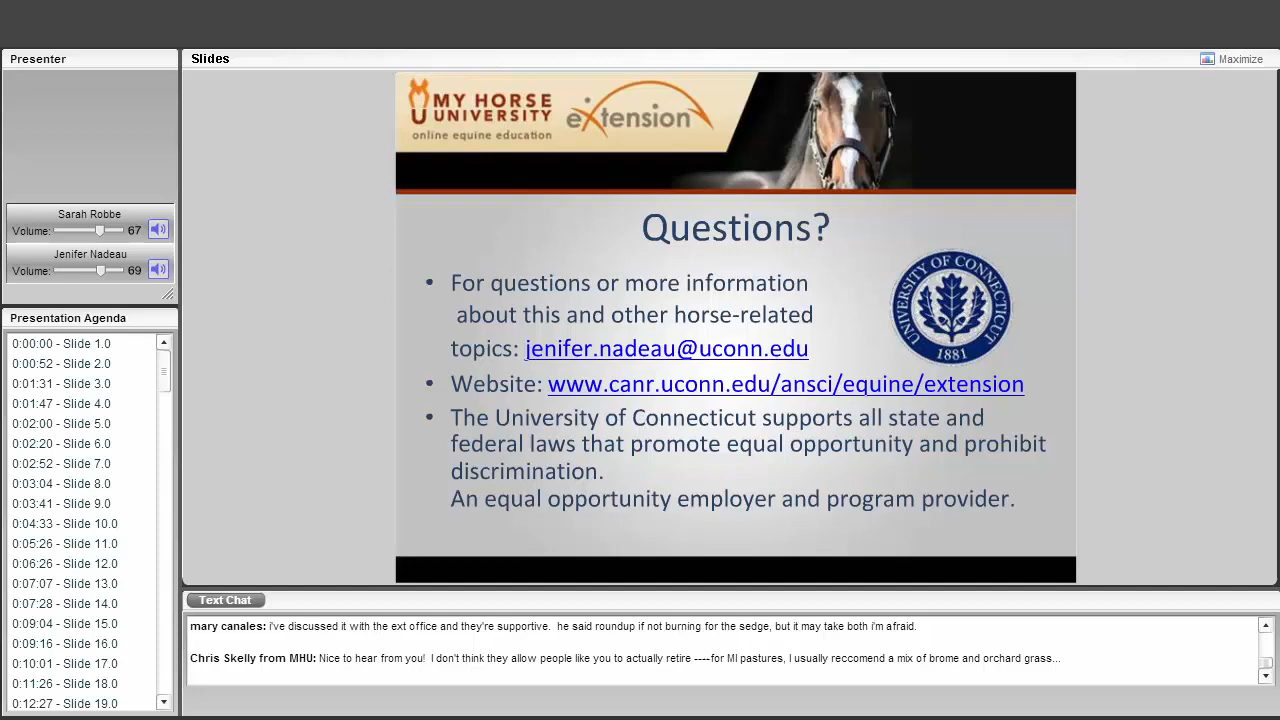 Presenter
Sarah Robbe
Volume: 67
Jenifer Nadeau
Volume: 69
Presentation Agenda
0:00:00 - Slide 1.0
0:00:52 - Slide 2.0
0:01:31 - Slide 3.0
0:01:47 - Slide 4.0
0:02:00 - Slide 5.0
0:02:20 - Slide 6.0
0:02:52 - Slide 7.0
0:03:04 - Slide 8.0
0:03:41 - Slide 9.0
0:04:33 - Slide 10.0
0:05:26 - Slide 11.0
0:06:26 - Slide 12.0
0:07:07 - Slide 13.0
0:07:28 - Slide 14.0
0:09:04 - Slide 15.0
0:09:16 - Slide 16.0
0:10:01 - Slide 17.0
0:11:26 - Slide 18.0
0:12:27 - Slide 19.0
Slides
Maximize
MY HORSE
UNIVERSITY
online equine education
eXtension
Questions?
• For questions or more information
about this and other horse-related
topics: jenifer.nadeau@uconn.edu
UNIVERSITY OF CONNECTICUT
1881
• Website: www.canr.uconn.edu/ansci/equine/extension
• The University of Connecticut supports all state and
federal laws that promote equal opportunity and prohibit
discrimination.
An equal opportunity employer and program provider.
Text Chat
mary canales: i've discussed it with the ext office and they're supportive. he said roundup if not burning for the sedge, but it may take both i'm afraid.
Chris Skelly from MHU: Nice to hear from you! I don't think they allow people like you to actually retire ----for MI pastures, I usually reccomend a mix of brome and orchard grass...